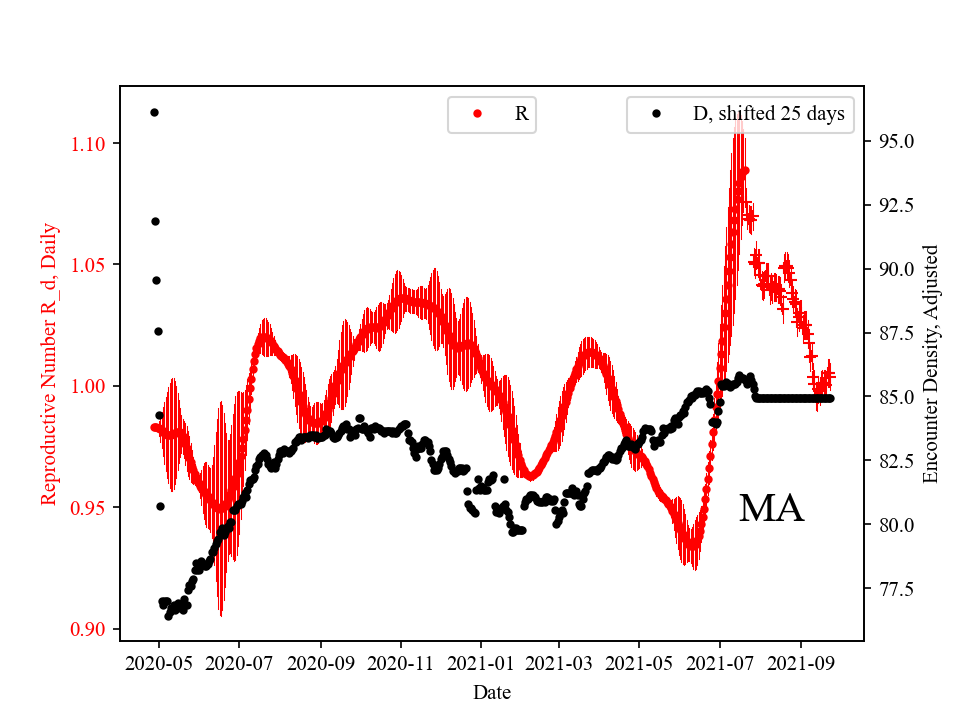 R
D, shifted 25 days
Reproductive Number R_d, Daily
1.10
1.05
1.00
0.95
0.90
95.0
92.5
90.0
87.5
85.0
82.5
80.0
77.5
Encounter Density, Adjusted
MA
2020-05 2020-07 2020-09 2020-11 2021-01 2021-03 2021-05 2021-07 2021-09
Date